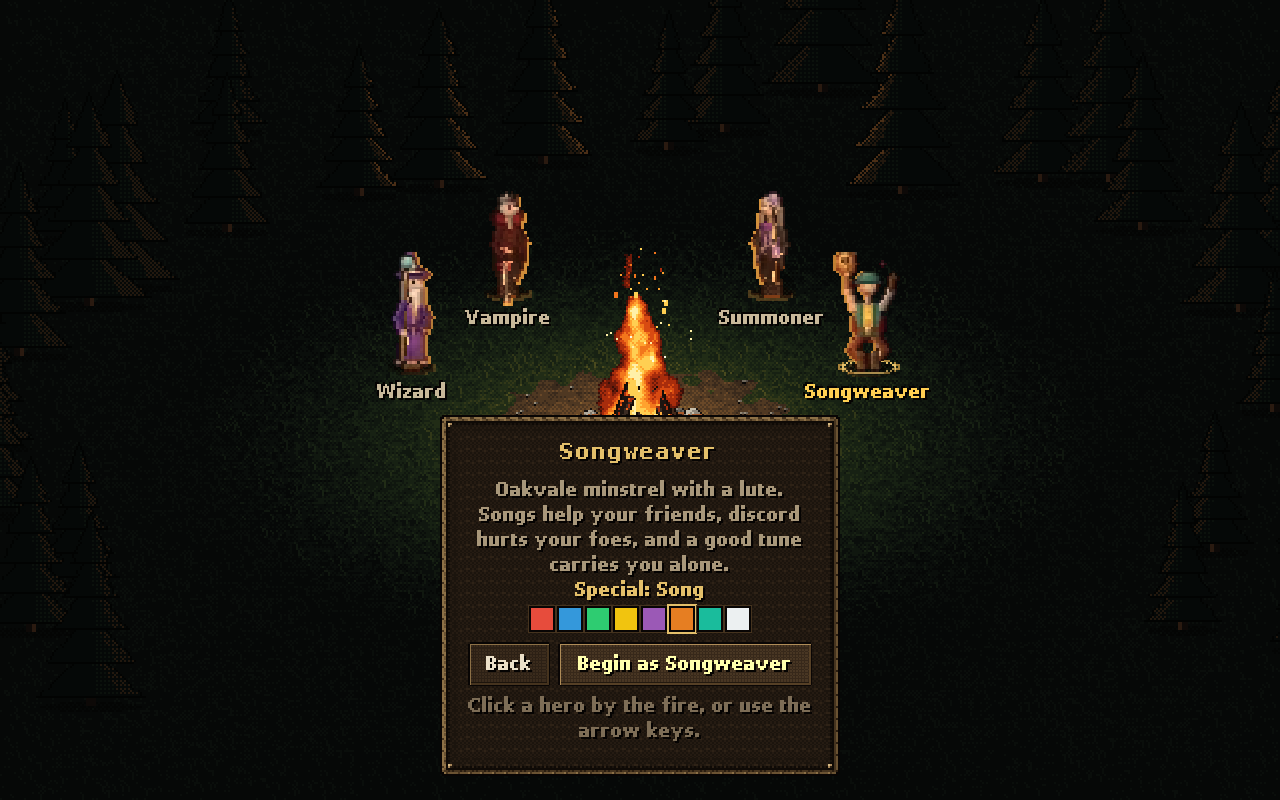 Vampire
Summoner
Wizard
Songweaver
Songweaver
Oakvale minstrel with a lute.
Songs help your friends, discord
hurts your foes, and a good tune
carries you alone.
Special: Song
Back
Begin as Songweaver
Click a hero by the fire, or use the
arrow keys.